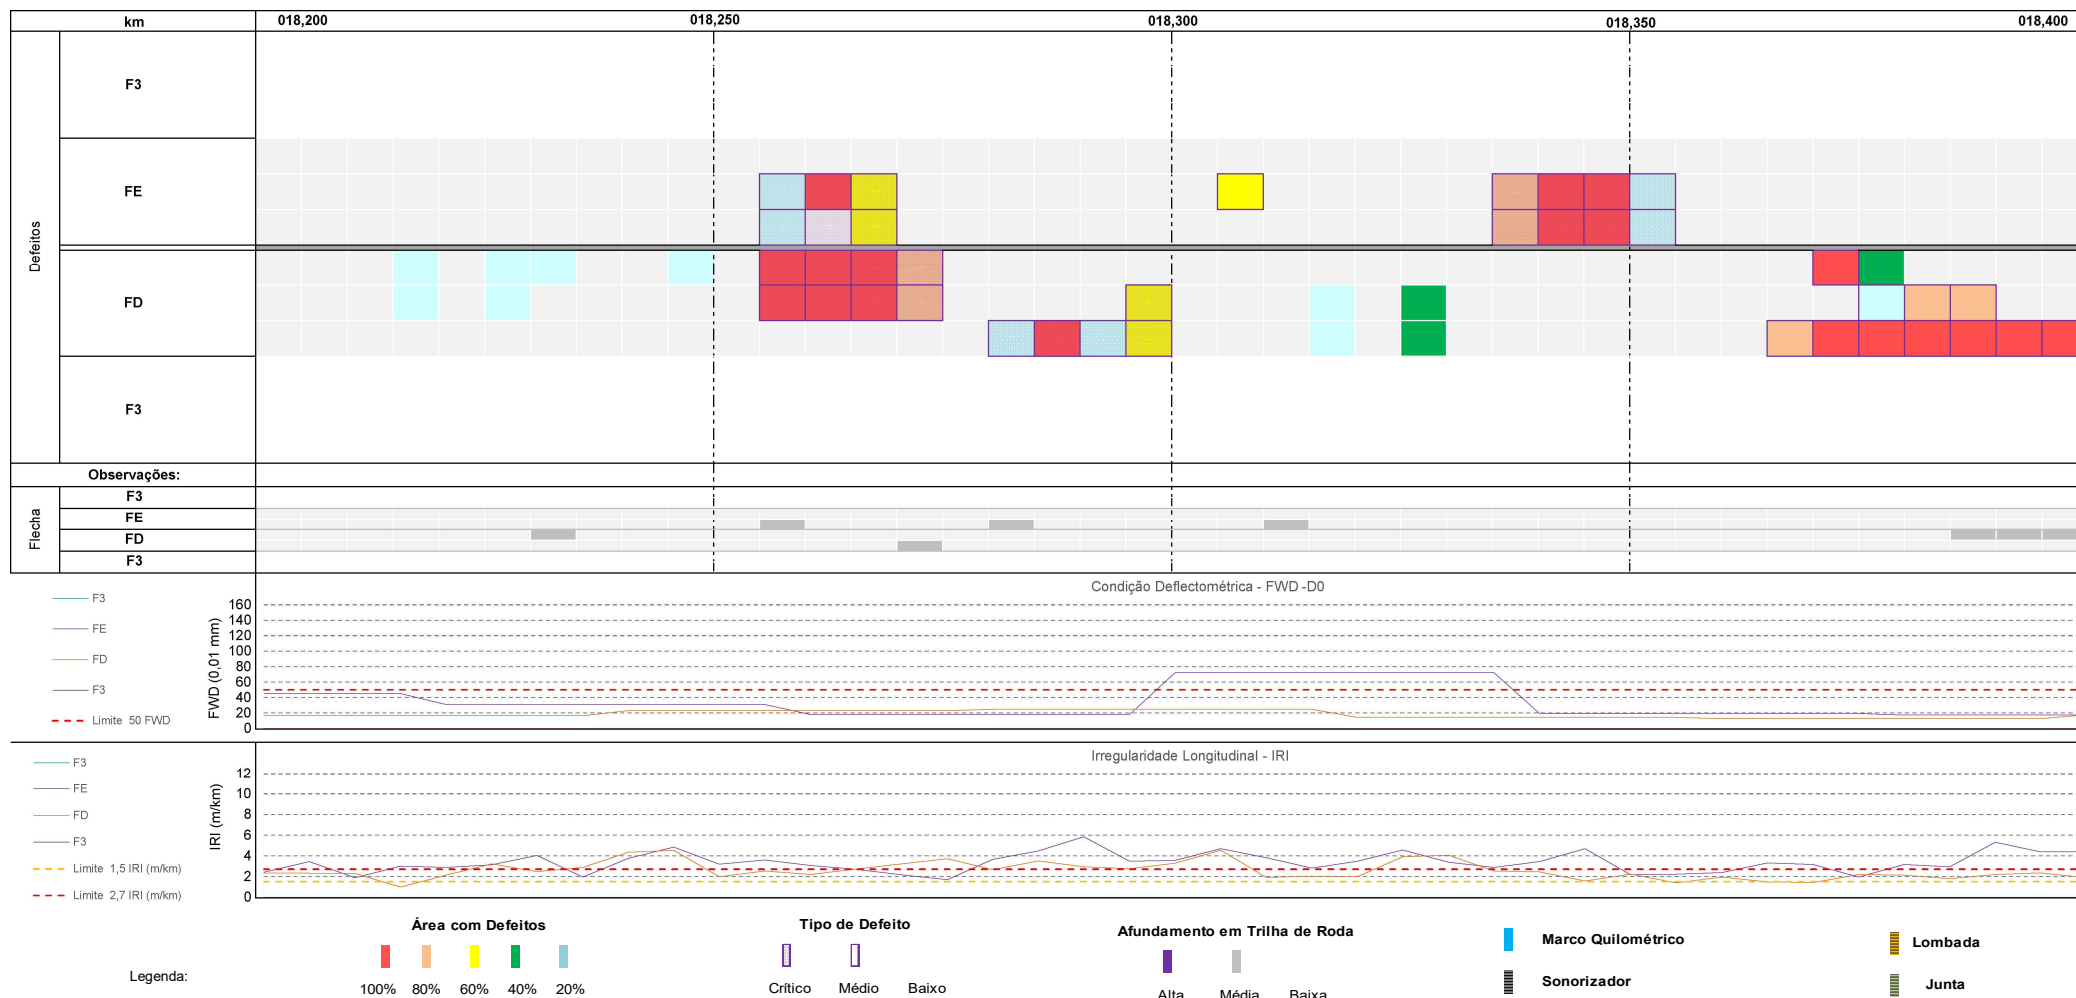 km 018,200 018,250 018,300 018,350 018,400
Defeitos
F3
FE
FD
F3
Observações:
Flecha
F3
FE
FD
F3
Condição Deflectométrica - FWD -D0
F3
FE
FD
F3
Limite 50 FWD
FWD (0,01 mm)
160
140
120
100
80
60
40
20
0
Irregularidade Longitudinal - IRI
F3
FE
FD
F3
Limite 1,5 IRI (m/km)
Limite 2,7 IRI (m/km)
IRI (m/km)
12
10
8
6
4
2
0
Legenda:
Área com Defeitos
100% 80% 60% 40% 20%
Tipo de Defeito
Crítico Médio Baixo
Afundamento em Trilha de Roda
Alta Média Baixa
Marco Quilométrico
Sonorizador
Lombada
Junta